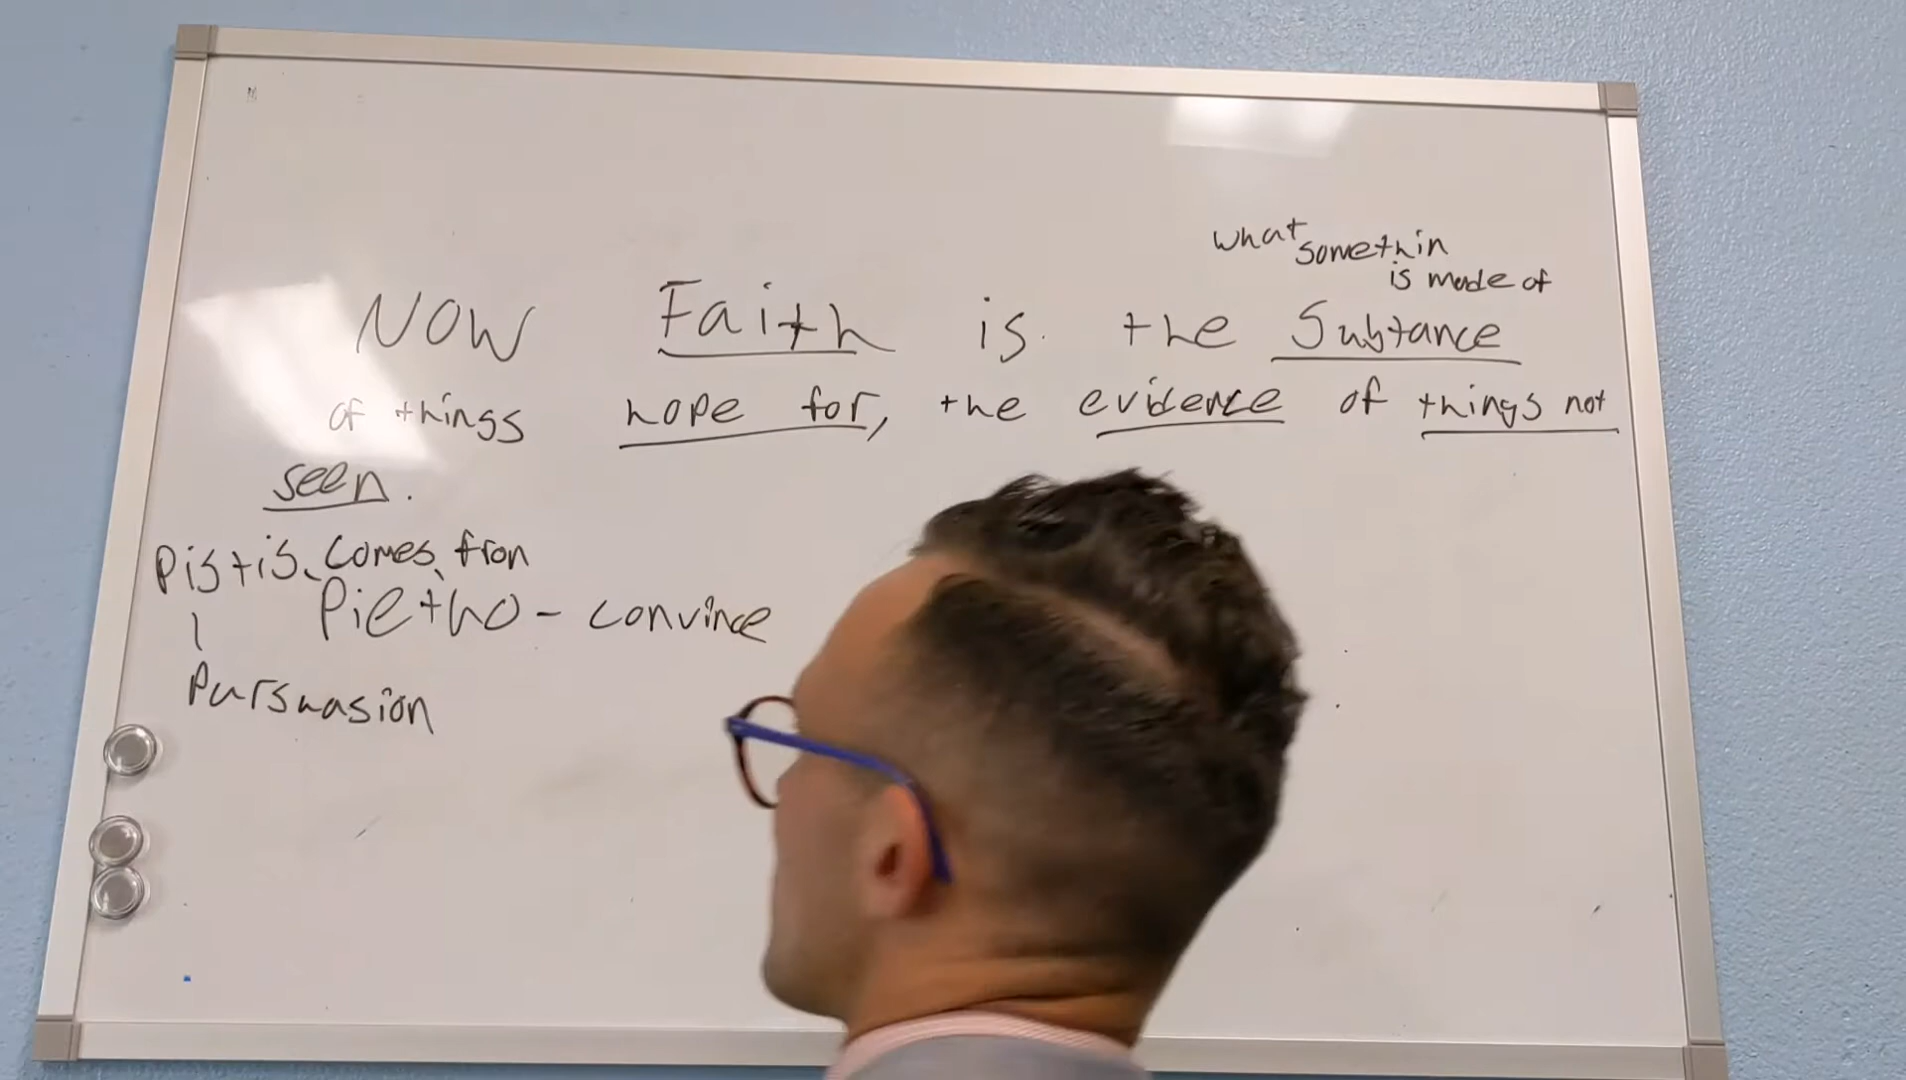 what somethin
is made of
NOW Faith is the Subtance
of things hope for, the evidence of things not
seen.
Pistis comes from
Pietho - convince
Pursuasion